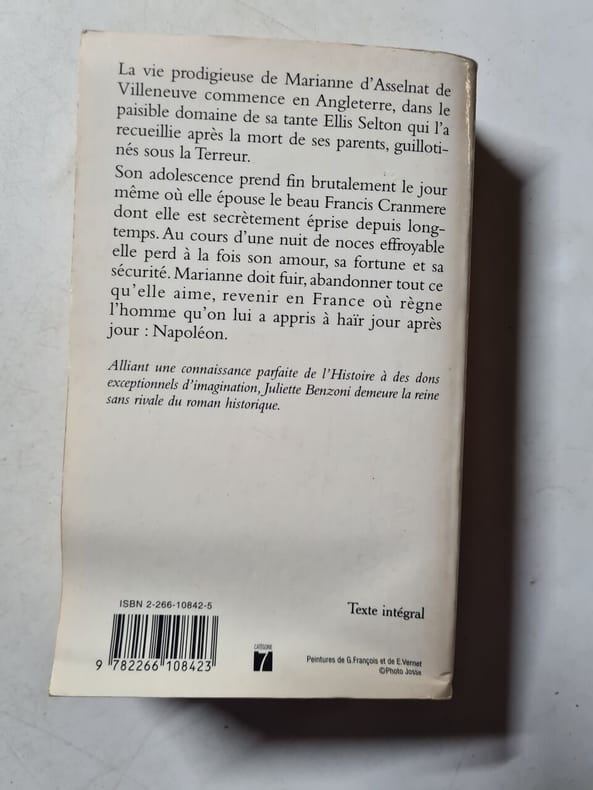 La vie prodigieuse de Marianne d'Asselnat de
Villeneuve commence en Angleterre, dans le
paisible domaine de sa tante Ellis Selton qui l'a
recueillie après la mort de ses parents, guilloti-
nés sous la Terreur.
Son adolescence prend fin brutalement le jour
même où elle épouse le beau Francis Cranmere
dont elle est secrètement éprise depuis long-
temps. Au cours d'une nuit de noces effroyable
elle perd à la fois son amour, sa fortune et sa
sécurité. Marianne doit fuir, abandonner tout ce
qu'elle aime, revenir en France où règne
l'homme qu'on lui a appris à haïr jour après
jour : Napoléon.
Alliant une connaissance parfaite de l'Histoire à des dons
exceptionnels d'imagination, Juliette Benzoni demeure la reine
sans rivale du roman historique.
ISBN 2-266-10842-5
Texte intégral
9 782266 108423
CATÉGORIE
7
Peintures de G.François et de E.Vernet
©Photo Josse